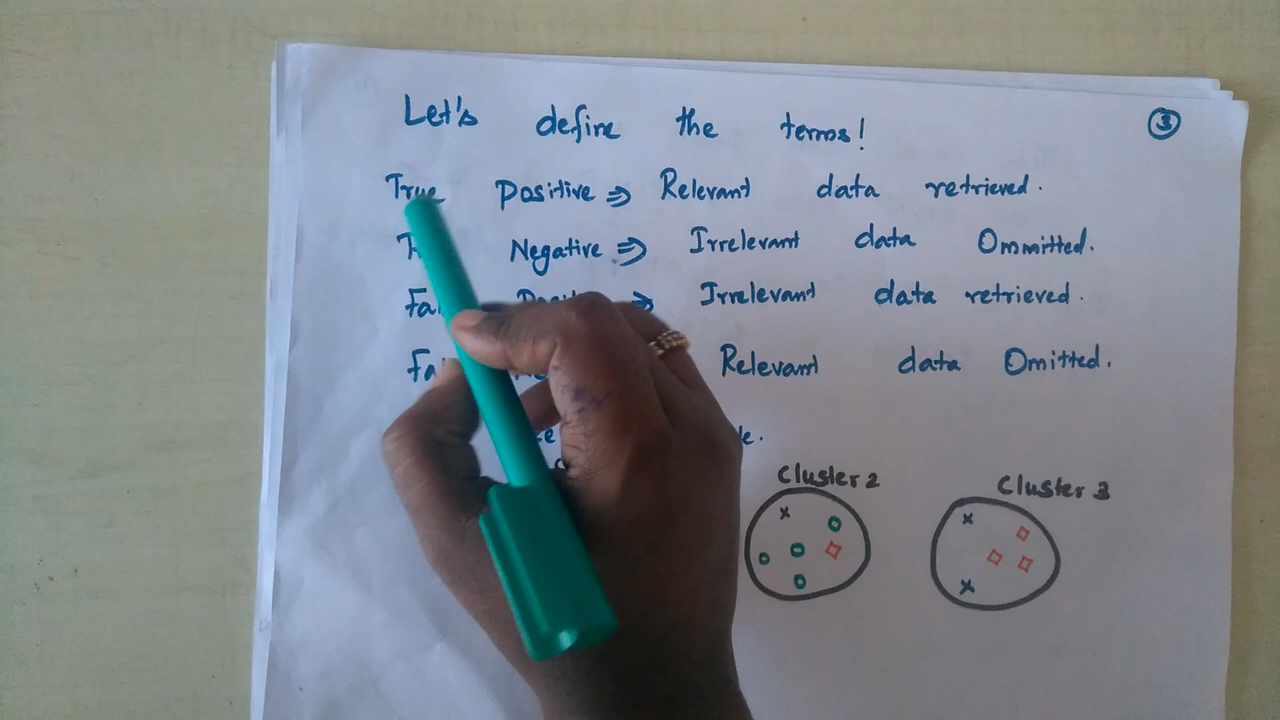 Let's define the terms! 3
True Positive ⇒ Relevant data retrieved.
Negative ⇒ Irrelevant data Ommitted.
⇒ Irrelevant data retrieved.
Relevant data Omitted.
Cluster 2 Cluster 3